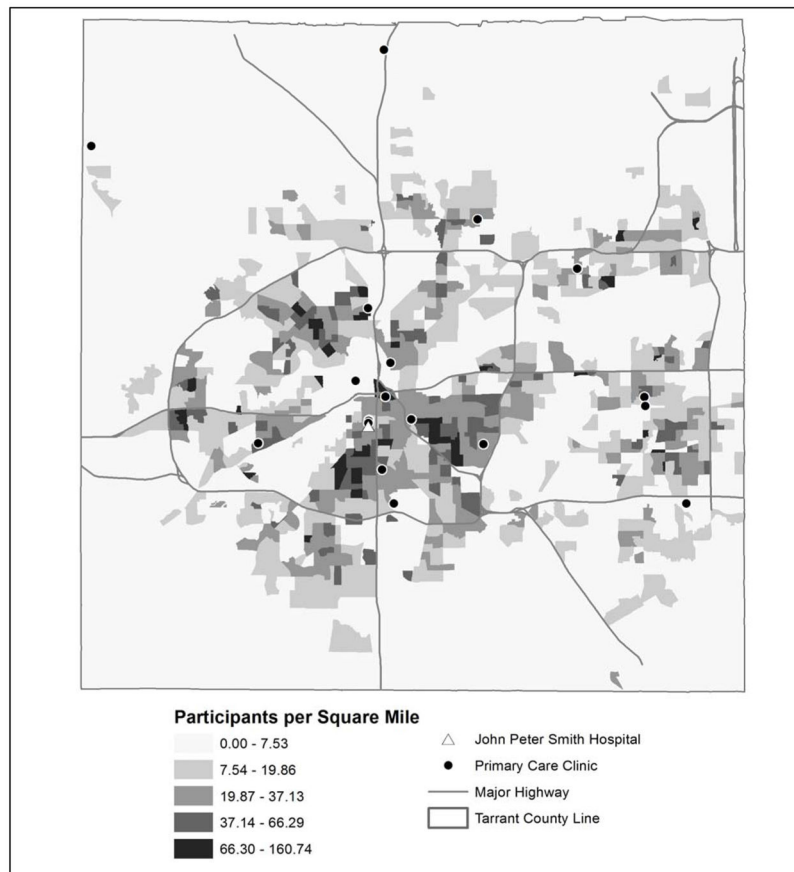 Participants per Square Mile
0.00 - 7.53
7.54 - 19.86
19.87 - 37.13
37.14 - 66.29
66.30 - 160.74
John Peter Smith Hospital
Primary Care Clinic
Major Highway
Tarrant County Line